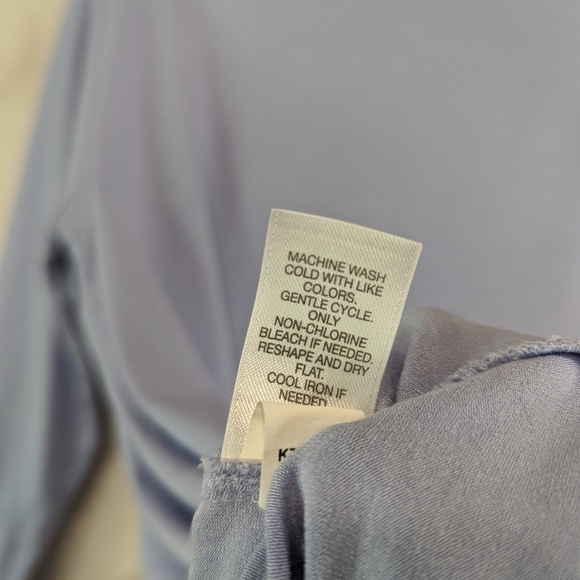 MACHINE WASH
COLD WITH LIKE
COLORS.
GENTLE CYCLE.
ONLY
NON-CHLORINE
BLEACH IF NEEDED.
RESHAPE AND DRY
FLAT.
COOL IRON IF
NEEDED